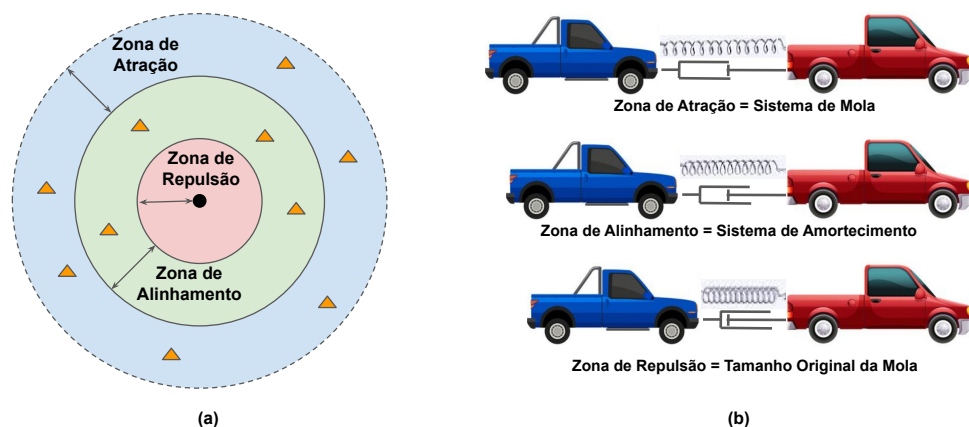 Zona de
Atração
Zona de
Repulsão
Zona de
Alinhamento
(a)
Zona de Atração = Sistema de Mola
Zona de Alinhamento = Sistema de Amortecimento
Zona de Repulsão = Tamanho Original da Mola
(b)